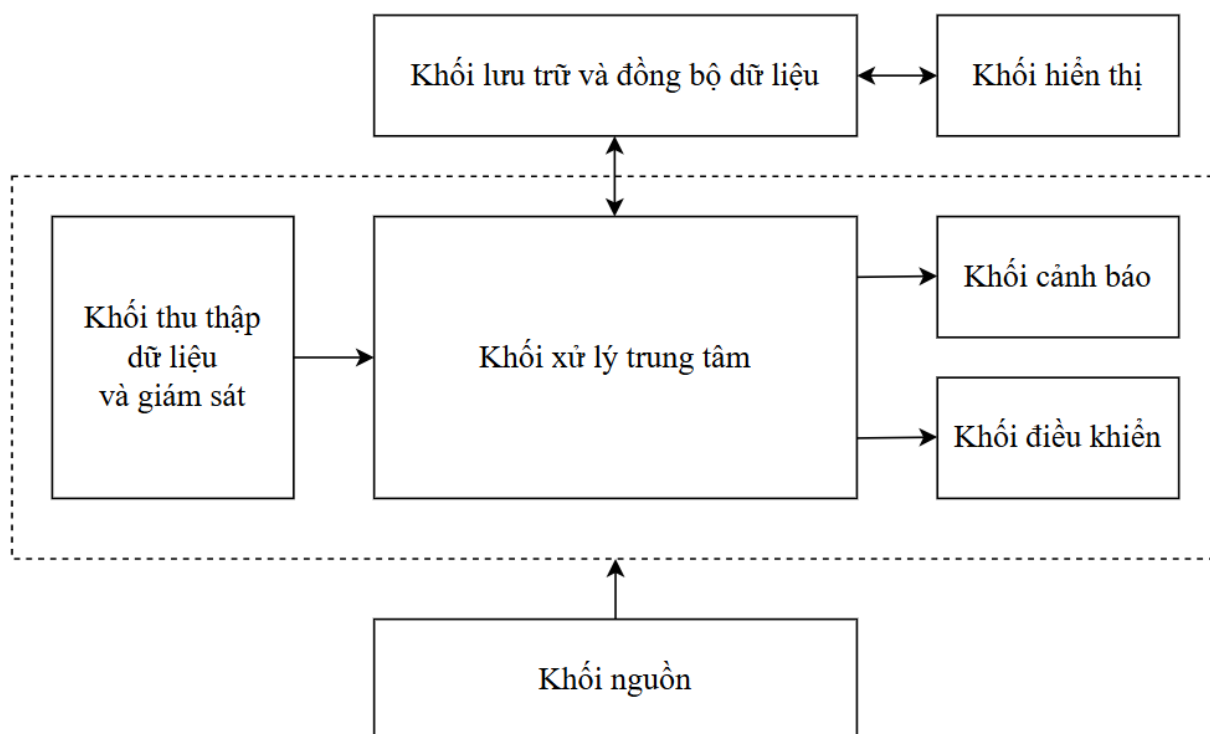 Khối lưu trữ và đồng bộ dữ liệu
Khối hiển thị
Khối thu thập
dữ liệu
và giám sát
Khối xử lý trung tâm
Khối cảnh báo
Khối điều khiển
Khối nguồn